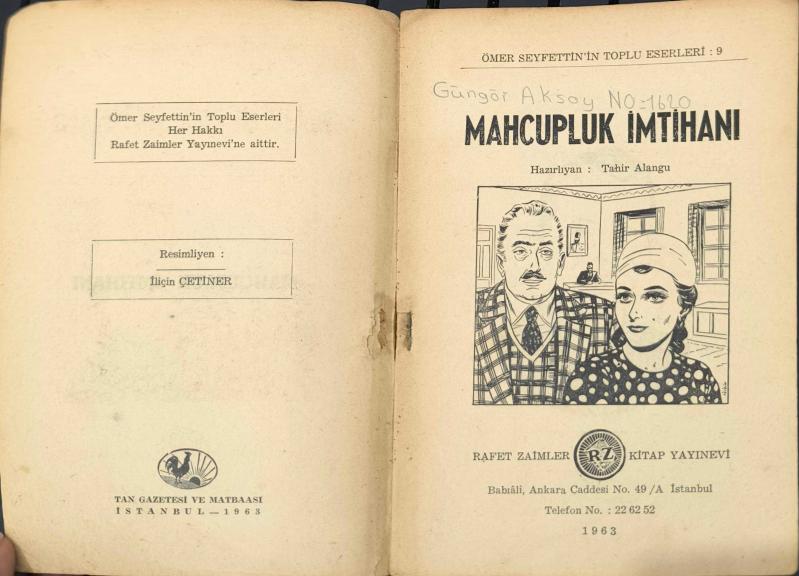 Ömer Seyfettin'in Toplu Eserleri
Her Hakkı
Rafet Zaimler Yayınevi'ne aittir.
Resimliyen :
İliçin ÇETİNER
TAN GAZETESİ VE MATBAASI
İSTANBUL — 1963
ÖMER SEYFETTİN'İN TOPLU ESERLERİ : 9
Güngör Aksoy NO=1620
MAHCUPLUK İMTİHANI
Hazırlıyan : Tahir Alangu
RAFET ZAİMLER R.Z. KİTAP YAYINEVİ
Babıâli, Ankara Caddesi No. 49 /A İstanbul
Telefon No. : 22 62 52
1963